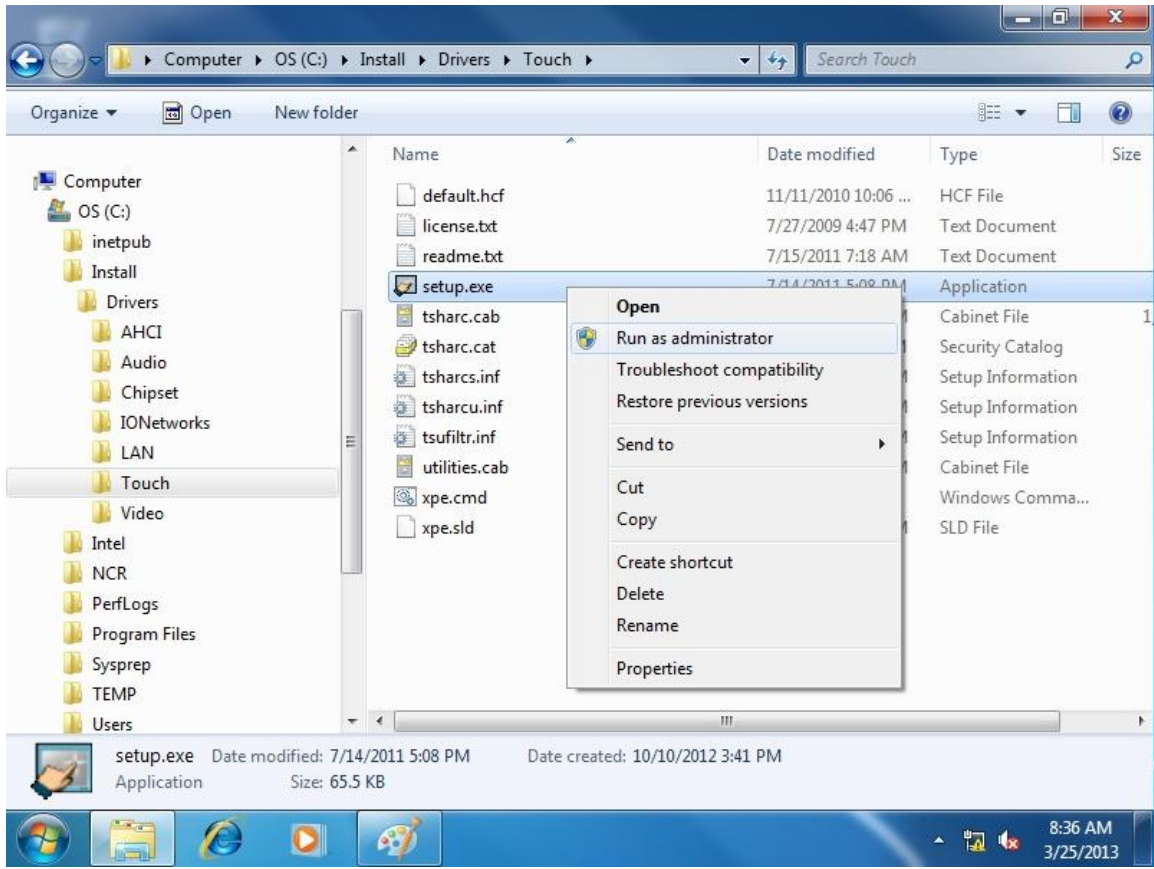 Computer OS (C:) Install Drivers Touch Search Touch
Organize Open New folder
Name Date modified Type Size
Computer
OS (C:)
inetpub
Install
Drivers
AHCI
Audio
Chipset
IONetworks
LAN
Touch
Video
Intel
NCR
PerfLogs
Program Files
Sysprep
TEMP
Users
default.hcf 11/11/2010 10:06 ... HCF File
license.txt 7/27/2009 4:47 PM Text Document
readme.txt 7/15/2011 7:18 AM Text Document
setup.exe 7/14/2011 5:08 PM Application
tsharc.cab Cabinet File 1,
tsharc.cat Security Catalog
tsharcs.inf Setup Information
tsharcu.inf Setup Information
tsufiltr.inf Setup Information
utilities.cab Cabinet File
xpe.cmd Windows Comma...
xpe.sld SLD File
Open
Run as administrator
Troubleshoot compatibility
Restore previous versions
Send to
Cut
Copy
Create shortcut
Delete
Rename
Properties
setup.exe Date modified: 7/14/2011 5:08 PM Date created: 10/10/2012 3:41 PM
Application Size: 65.5 KB
8:36 AM
3/25/2013